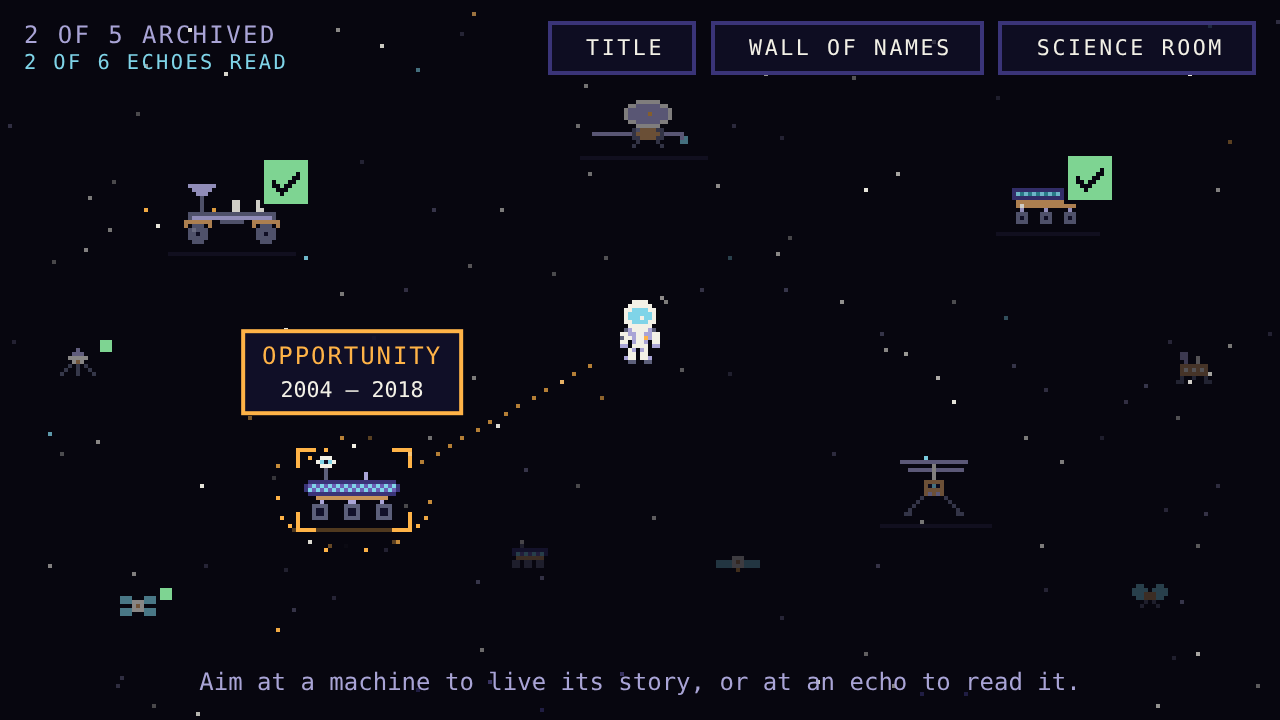 2 OF 5 ARCHIVED
2 OF 6 ECHOES READ
TITLE
WALL OF NAMES
SCIENCE ROOM
OPPORTUNITY
2004 — 2018
Aim at a machine to live its story, or at an echo to read it.